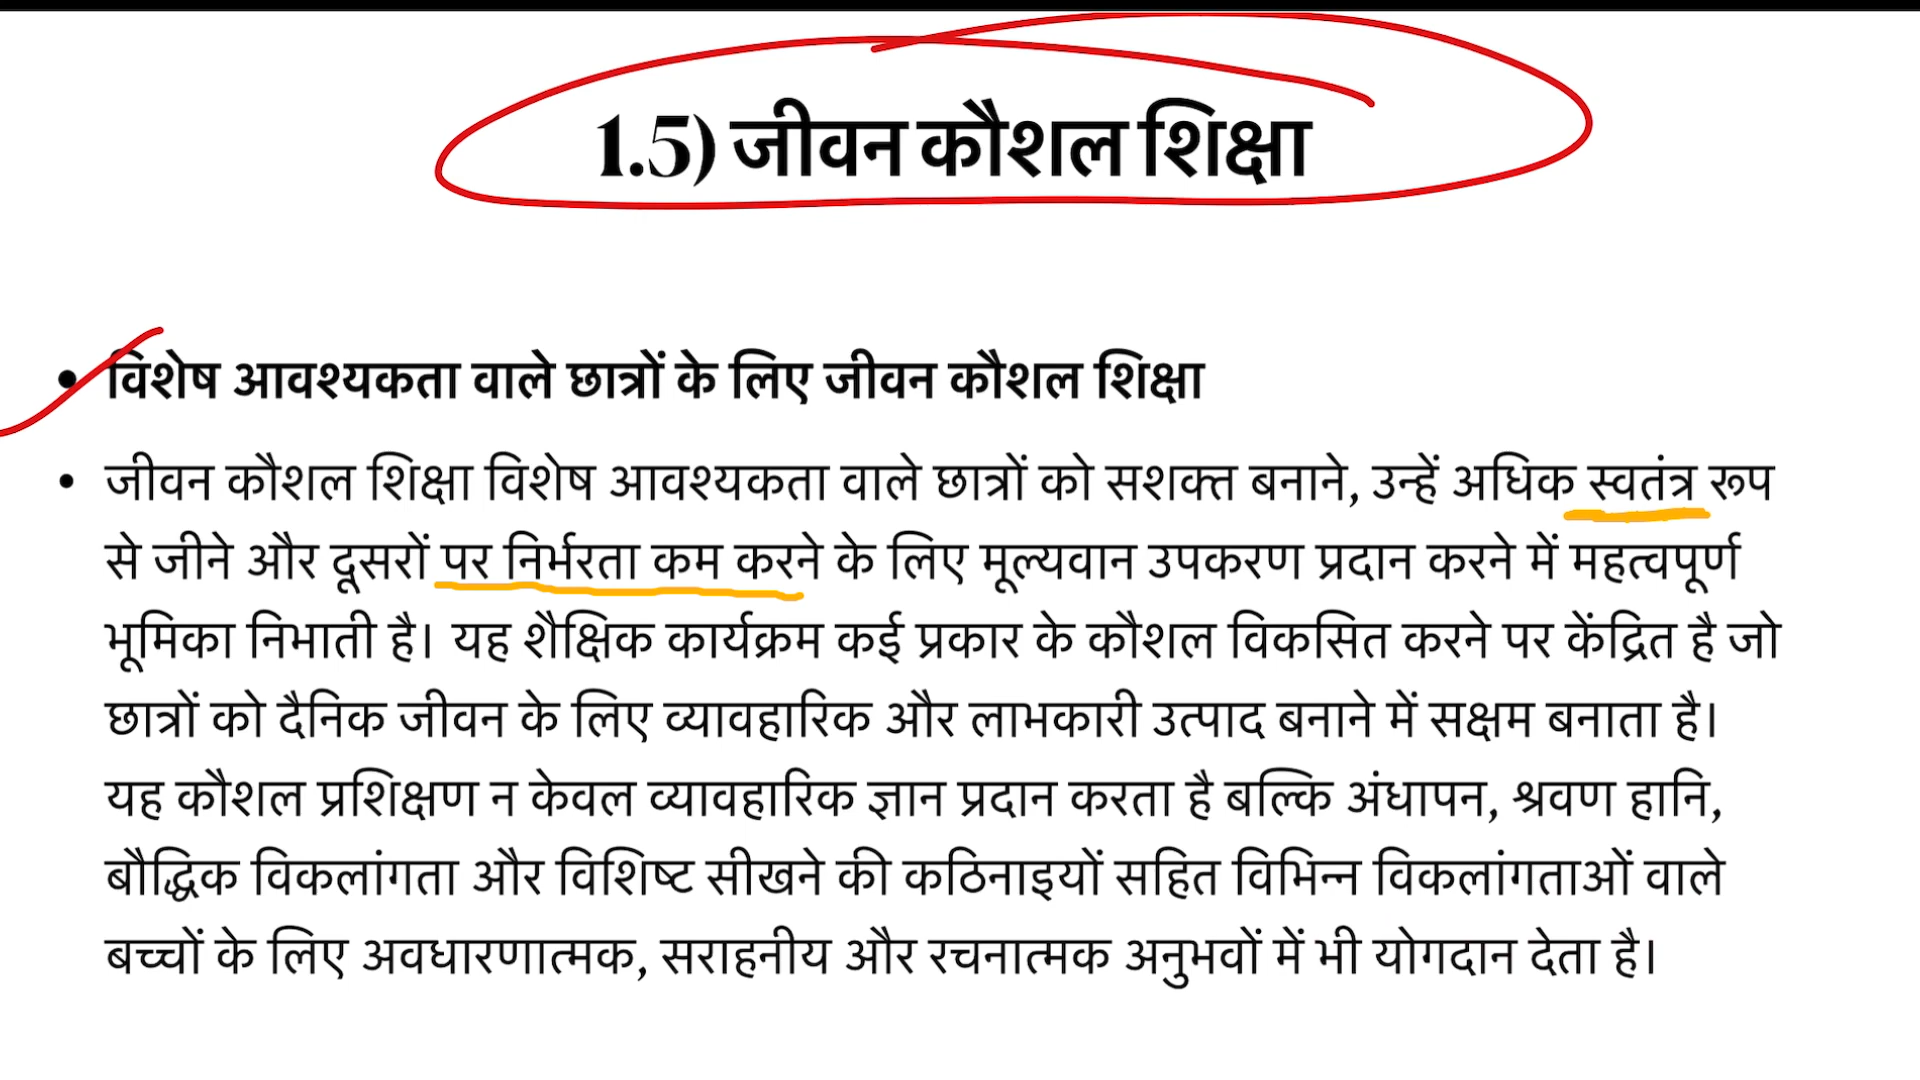 1.5) जीवन कौशल शिक्षा
• विशेष आवश्यकता वाले छात्रों के लिए जीवन कौशल शिक्षा
• जीवन कौशल शिक्षा विशेष आवश्यकता वाले छात्रों को सशक्त बनाने, उन्हें अधिक स्वतंत्र रूप
से जीने और दूसरों पर निर्भरता कम करने के लिए मूल्यवान उपकरण प्रदान करने में महत्वपूर्ण
भूमिका निभाती है। यह शैक्षिक कार्यक्रम कई प्रकार के कौशल विकसित करने पर केंद्रित है जो
छात्रों को दैनिक जीवन के लिए व्यावहारिक और लाभकारी उत्पाद बनाने में सक्षम बनाता है।
यह कौशल प्रशिक्षण न केवल व्यावहारिक ज्ञान प्रदान करता है बल्कि अंधापन, श्रवण हानि,
बौद्धिक विकलांगता और विशिष्ट सीखने की कठिनाइयों सहित विभिन्न विकलांगताओं वाले
बच्चों के लिए अवधारणात्मक, सराहनीय और रचनात्मक अनुभवों में भी योगदान देता है।